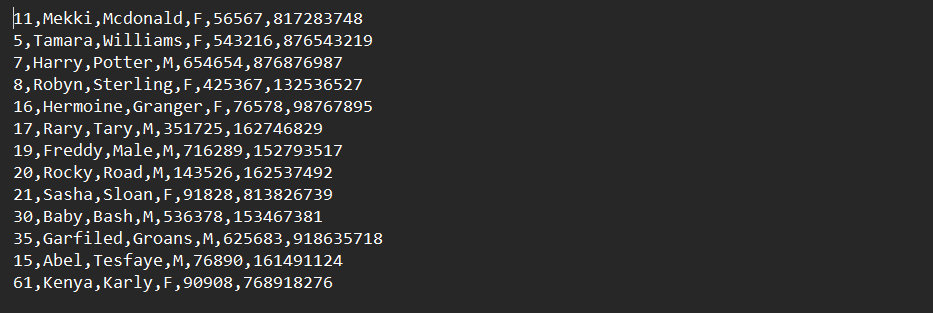 11,Mekki,Mcdonald,F,56567,817283748
5,Tamara,Williams,F,543216,876543219
7,Harry,Potter,M,654654,876876987
8,Robyn,Sterling,F,425367,132536527
16,Hermoine,Granger,F,76578,98767895
17,Rary,Tary,M,351725,162746829
19,Freddy,Male,M,716289,152793517
20,Rocky,Road,M,143526,162537492
21,Sasha,Sloan,F,91828,813826739
30,Baby,Bash,M,536378,153467381
35,Garfiled,Groans,M,625683,918635718
15,Abel,Tesfaye,M,76890,161491124
61,Kenya,Karly,F,90908,768918276